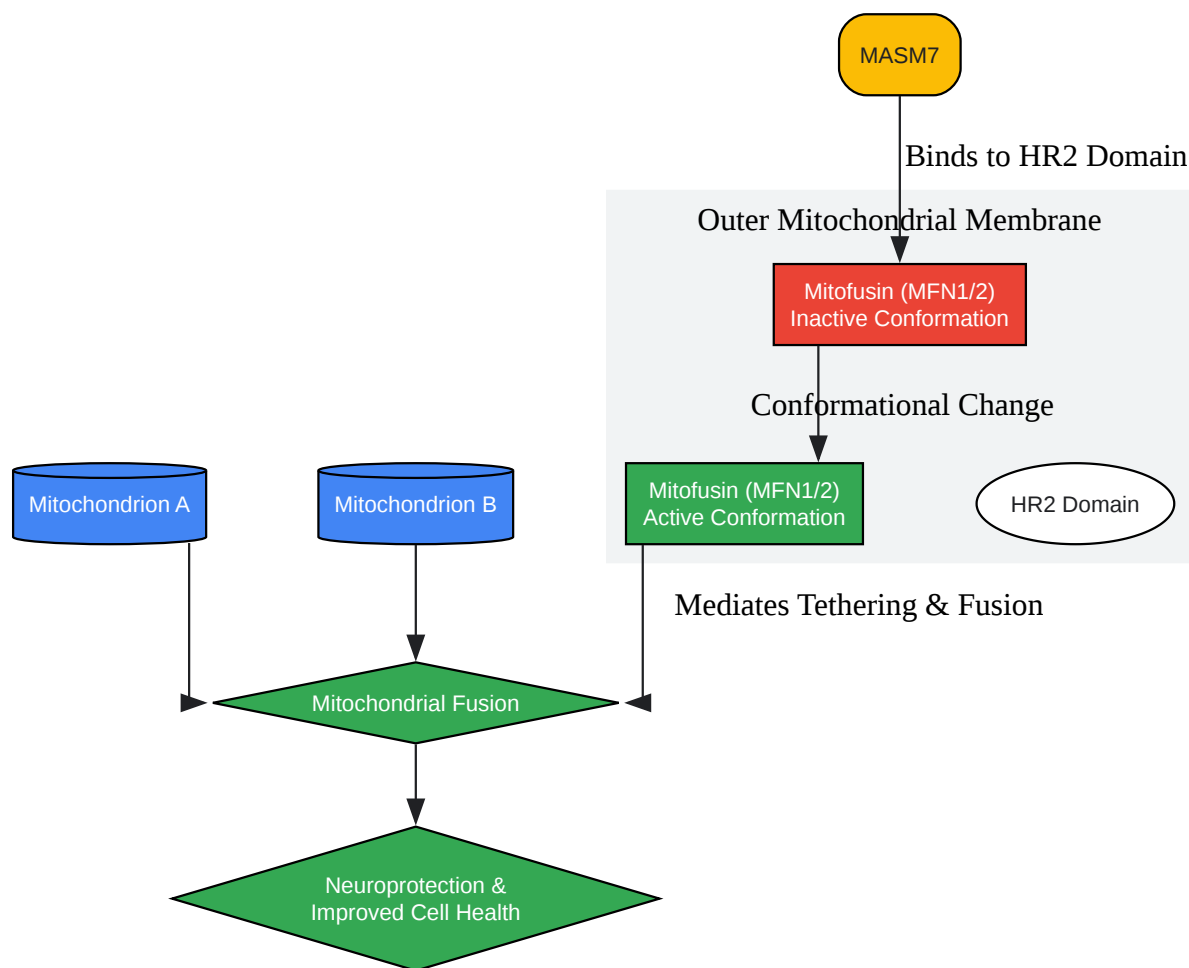 MASM7
Binds to HR2 Domain
Outer Mitochondrial Membrane
Mitofusin (MFN1/2)
Inactive Conformation
Conformational Change
Mitochondrion A
Mitochondrion B
Mitofusin (MFN1/2)
Active Conformation
HR2 Domain
Mediates Tethering & Fusion
Mitochondrial Fusion
Neuroprotection &
Improved Cell Health